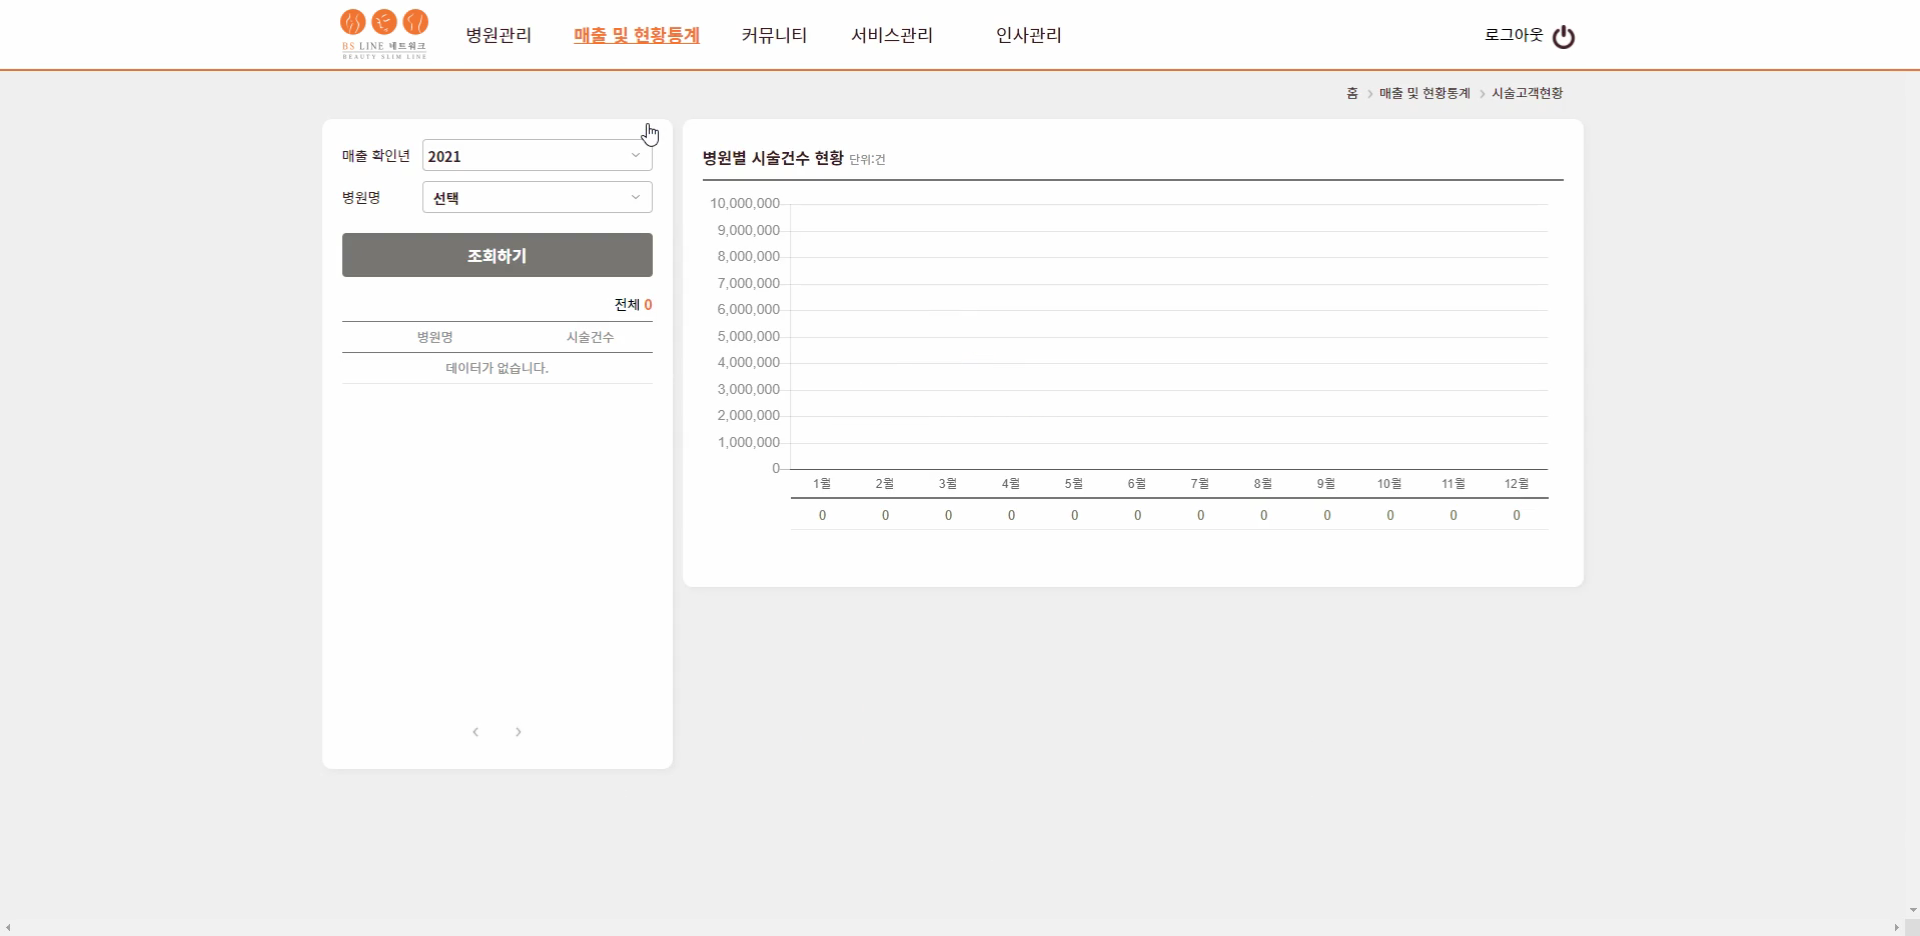 BS LINE 네트워크
BEAUTY SLIM LINE
병원관리 매출 및 현황통계 커뮤니티 서비스관리 인사관리 로그아웃
홈 > 매출 및 현황통계 > 시술고객현황
매출 확인년 2021
병원명 선택
조회하기
전체 0
병원명 시술건수
데이터가 없습니다.
병원별 시술건수 현황 단위:건
10,000,000
9,000,000
8,000,000
7,000,000
6,000,000
5,000,000
4,000,000
3,000,000
2,000,000
1,000,000
0
1월 2월 3월 4월 5월 6월 7월 8월 9월 10월 11월 12월
0 0 0 0 0 0 0 0 0 0 0 0